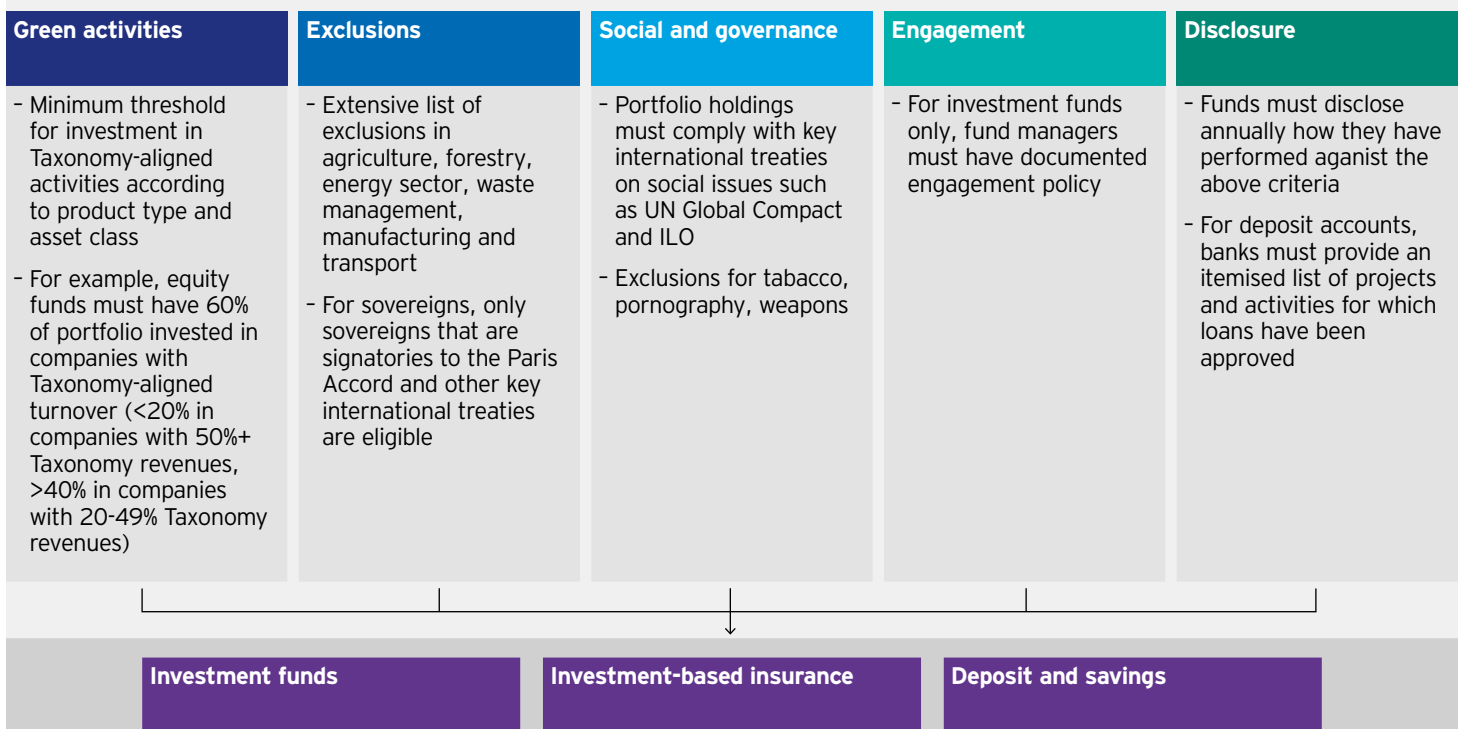 Green activities
– Minimum threshold
for investment in
Taxonomy-aligned
activities according
to product type and
asset class
– For example, equity
funds must have 60%
of portfolio invested in
companies with
Taxonomy-aligned
turnover (<20% in
companies with 50%+
Taxonomy revenues,
>40% in companies
with 20-49% Taxonomy
revenues)
Exclusions
– Extensive list of
exclusions in
agriculture, forestry,
energy sector, waste
management,
manufacturing and
transport
– For sovereigns, only
sovereigns that are
signatories to the Paris
Accord and other key
international treaties
are eligible
Social and governance
– Portfolio holdings
must comply with key
international treaties
on social issues such
as UN Global Compact
and ILO
– Exclusions for tabacco,
pornography, weapons
Engagement
– For investment funds
only, fund managers
must have documented
engagement policy
Disclosure
– Funds must disclose
annually how they have
performed aganist the
above criteria
– For deposit accounts,
banks must provide an
itemised list of projects
and activities for which
loans have been
approved
Investment funds
Investment-based insurance
Deposit and savings